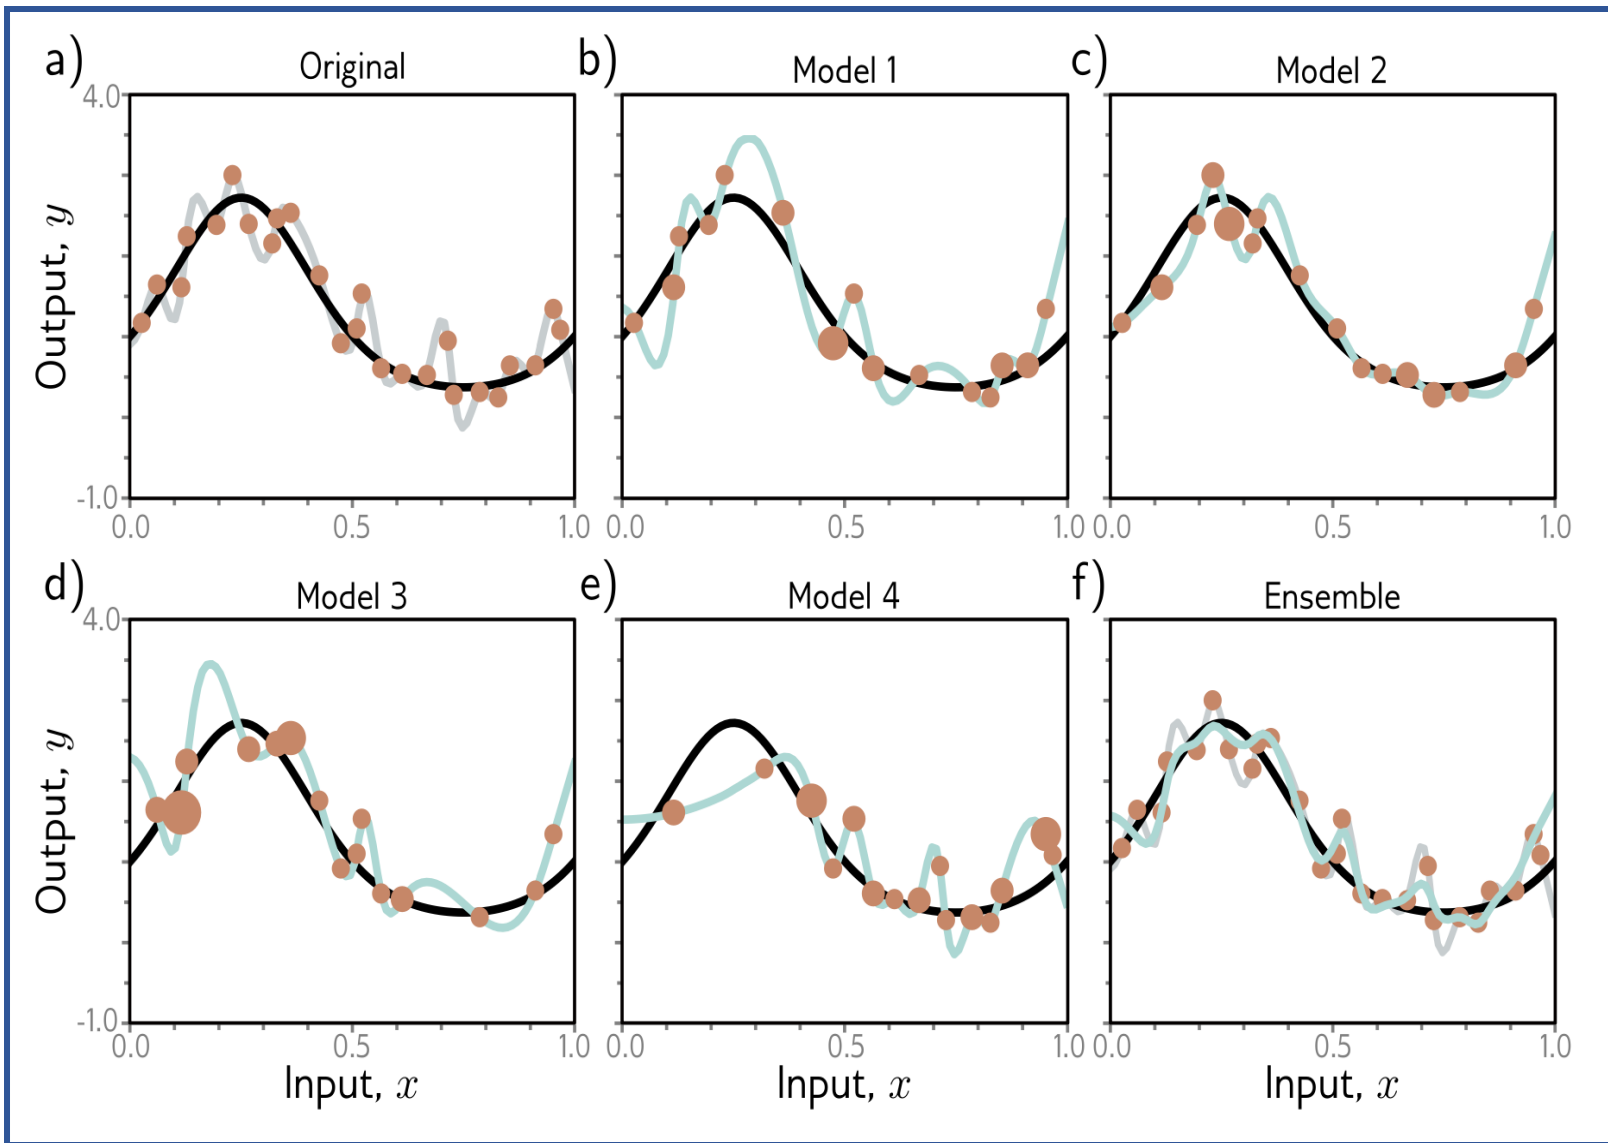 a) Original b) Model 1 c) Model 2
4.0
Output, y
-1.0
0.0 0.5 1.0 0.0 0.5 1.0 0.0 0.5 1.0
d) Model 3 e) Model 4 f) Ensemble
4.0
Output, y
-1.0
0.0 0.5 1.0 0.0 0.5 1.0 0.0 0.5 1.0
Input, x Input, x Input, x